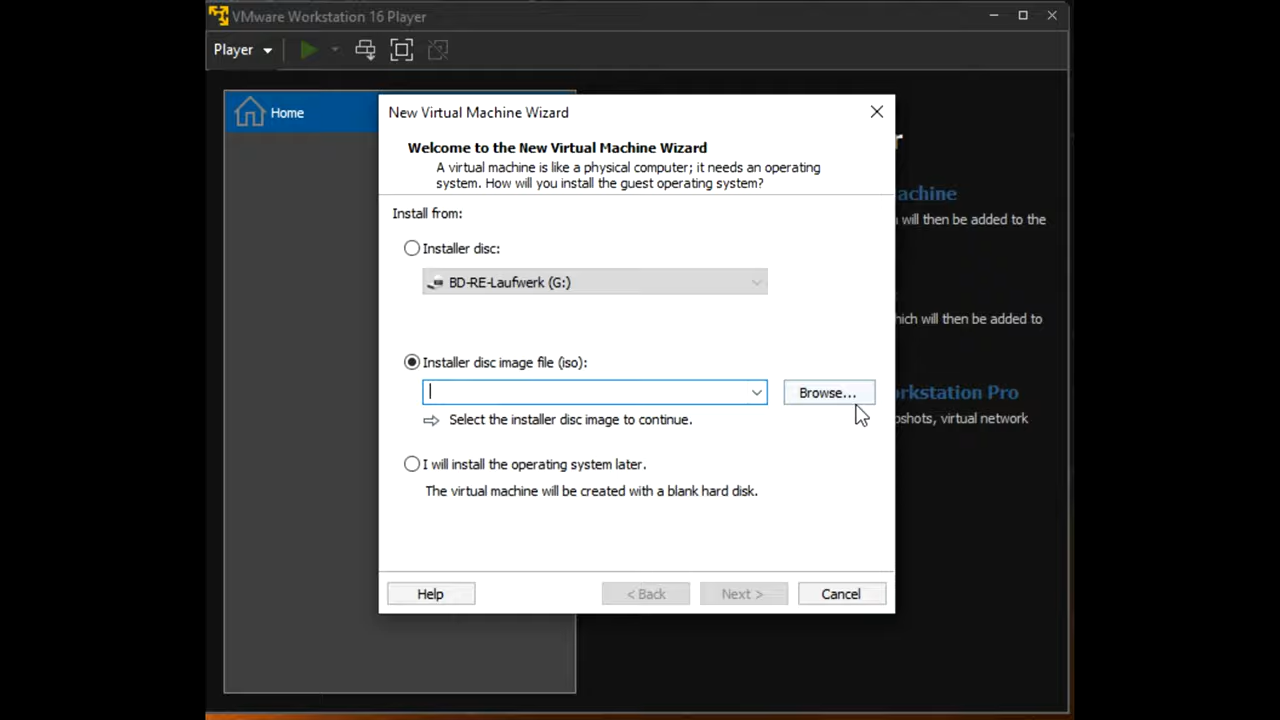 VMware Workstation 16 Player
Player
Home
New Virtual Machine Wizard
Welcome to the New Virtual Machine Wizard
A virtual machine is like a physical computer; it needs an operating
system. How will you install the guest operating system?
Install from:
Installer disc:
BD-RE-Laufwerk (G:)
Installer disc image file (iso):
Browse...
Select the installer disc image to continue.
I will install the operating system later.
The virtual machine will be created with a blank hard disk.
Help
< Back
Next >
Cancel
achine
will then be added to the
hich will then be added to
rkstation Pro
pshots, virtual network